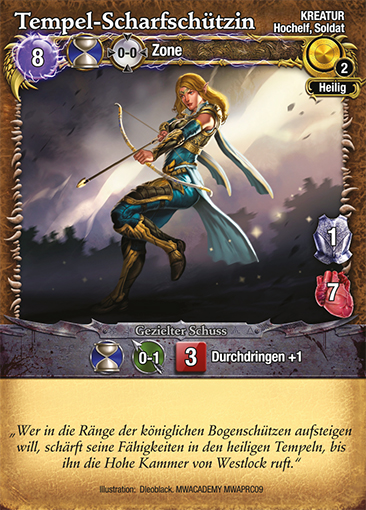 Tempel-Scharfschützin
KREATUR
Hochelf, Soldat
8
0-0 Zone
2
Heilig
1
7
Gezielter Schuss
0-1 3 Durchdringen +1
„Wer in die Ränge der königlichen Bogenschützen aufsteigen
will, schärft seine Fähigkeiten in den heiligen Tempeln, bis
ihn die Hohe Kammer von Westlock ruft.“
Illustration: Dleoblack. MWACADEMY MWAPRC09